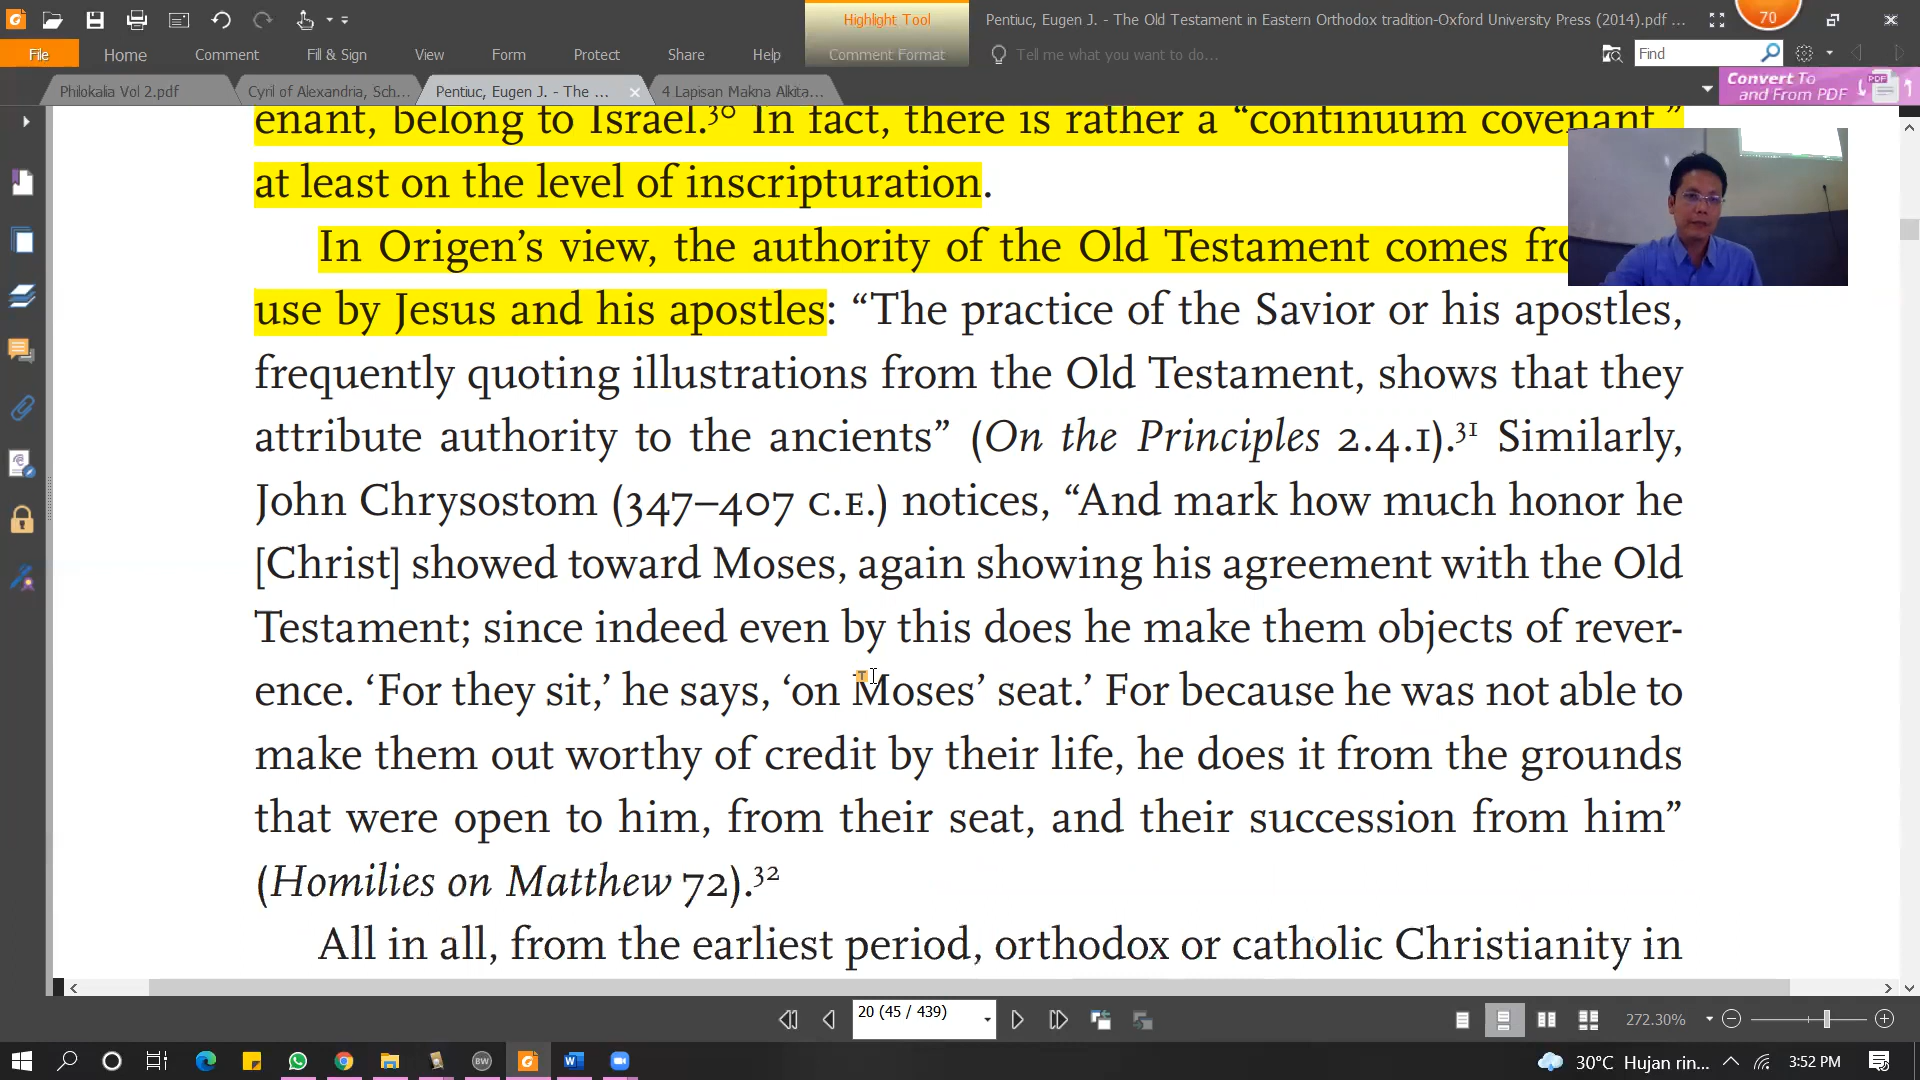 Highlight Tool
Pentiuc, Eugen J. - The Old Testament in Eastern Orthodox tradition-Oxford University Press (2014).pdf ...
70
File Home Comment Fill & Sign View Form Protect Share Help Comment Format Tell me what you want to do... Find
Philokalia Vol 2.pdf Cyril of Alexandria, Sch... Pentiuc, Eugen J. - The ... 4 Lapisan Makna Alkita...
Convert To
and From PDF
PDF
enant, belong to Israel.³⁰ In fact, there is rather a “continuum covenant,”
at least on the level of inscripturation.
In Origen’s view, the authority of the Old Testament comes
use by Jesus and his apostles: “The practice of the Savior or his apostles,
frequently quoting illustrations from the Old Testament, shows that they
attribute authority to the ancients” (On the Principles 2.4.1).³¹ Similarly,
John Chrysostom (347–407 C.E.) notices, “And mark how much honor he
[Christ] showed toward Moses, again showing his agreement with the Old
Testament; since indeed even by this does he make them objects of rever-
ence. ‘For they sit,’ he says, ‘on Moses’ seat.’ For because he was not able to
make them out worthy of credit by their life, he does it from the grounds
that were open to him, from their seat, and their succession from him”
(Homilies on Matthew 72).³²
All in all, from the earliest period, orthodox or catholic Christianity in
20 (45 / 439)
272.30%
BW
30°C Hujan rin... 3:52 PM